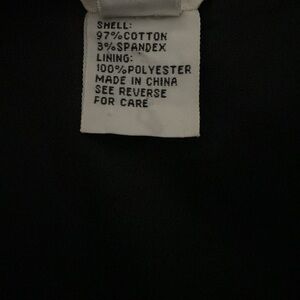 SHELL:
97%COTTON
3%SPANDEX
LINING:
100%POLYESTER
MADE IN CHINA
SEE REVERSE
FOR CARE